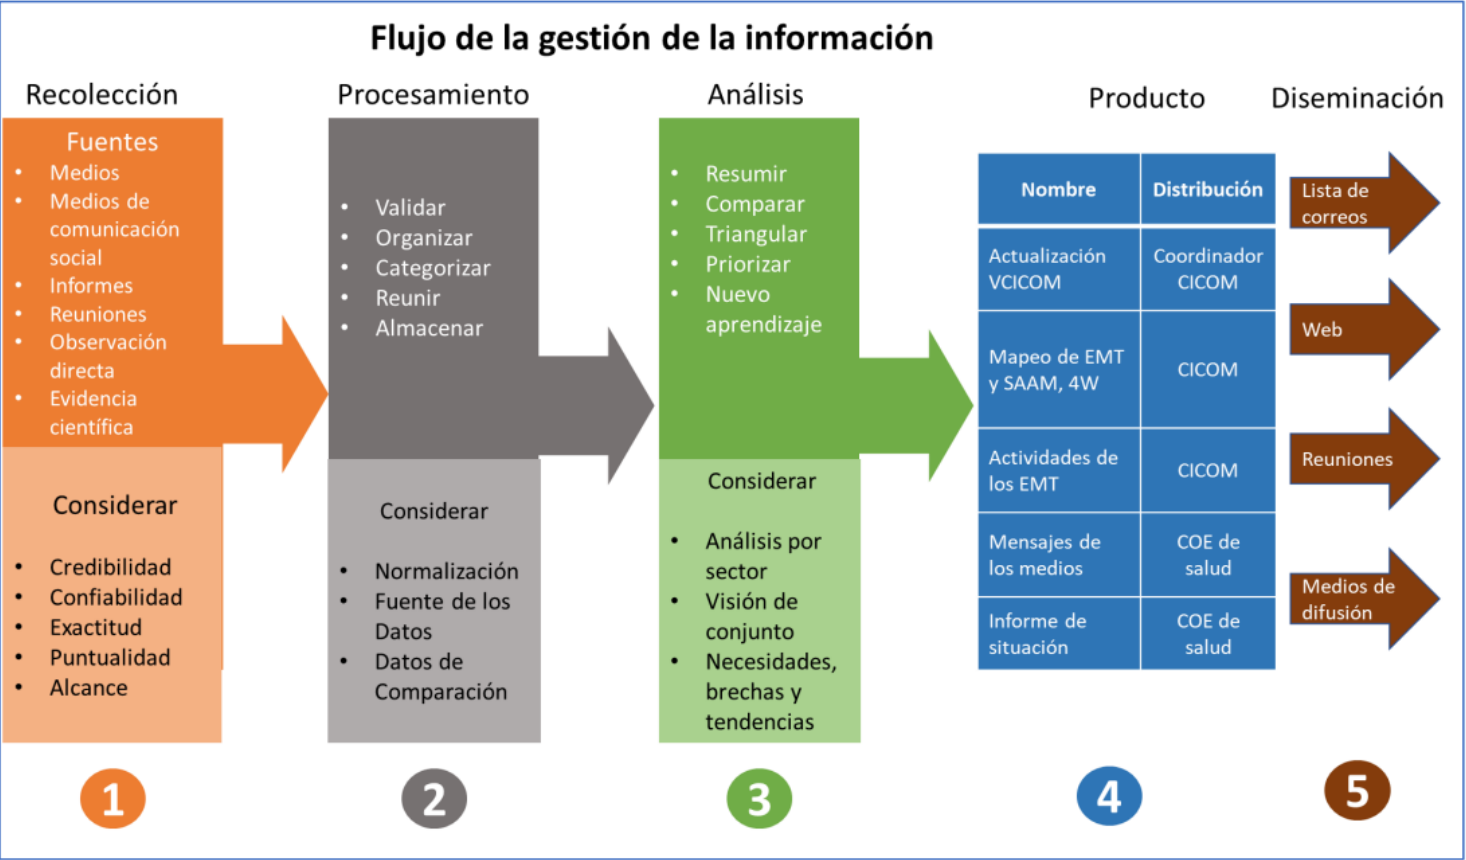 Flujo de la gestión de la información
Recolección
Fuentes
• Medios
• Medios de
comunicación
social
• Informes
• Reuniones
• Observación
directa
• Evidencia
científica
Considerar
• Credibilidad
• Confiabilidad
• Exactitud
• Puntualidad
• Alcance
1
Procesamiento
• Validar
• Organizar
• Categorizar
• Reunir
• Almacenar
Considerar
• Normalización
• Fuente de los
Datos
• Datos de
Comparación
2
Análisis
• Resumir
• Comparar
• Triangular
• Priorizar
• Nuevo
aprendizaje
Considerar
• Análisis por
sector
• Visión de
conjunto
• Necesidades,
brechas y
tendencias
3
Producto
Nombre
Distribución
Actualización
VCICOM
Coordinador
CICOM
Mapeo de EMT
y SAAM, 4W
CICOM
Actividades de
los EMT
CICOM
Mensajes de
los medios
COE de
salud
Informe de
situación
COE de
salud
4
Diseminación
Lista de
correos
Web
Reuniones
Medios de
difusión
5